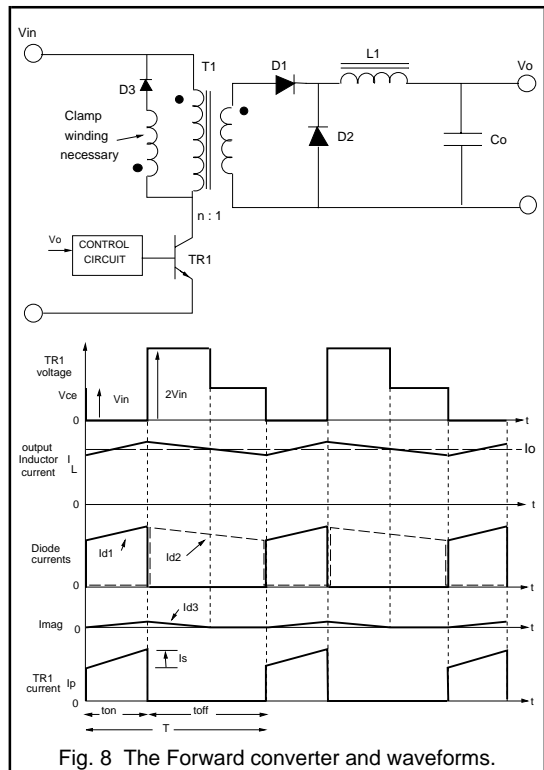 Vin
T1
D1
L1
Vo
D3
Clamp
winding
necessary
D2
Co
n : 1
Vo
CONTROL
CIRCUIT
TR1
TR1
voltage
Vce
Vin
2Vin
0
t
output
Inductor
current
I
L
Io
0
t
Diode
currents
Id1
Id2
0
t
Imag
0
Id3
t
TR1
current
Ip
Is
0
t
ton
toff
T
Fig. 8 The Forward converter and waveforms.